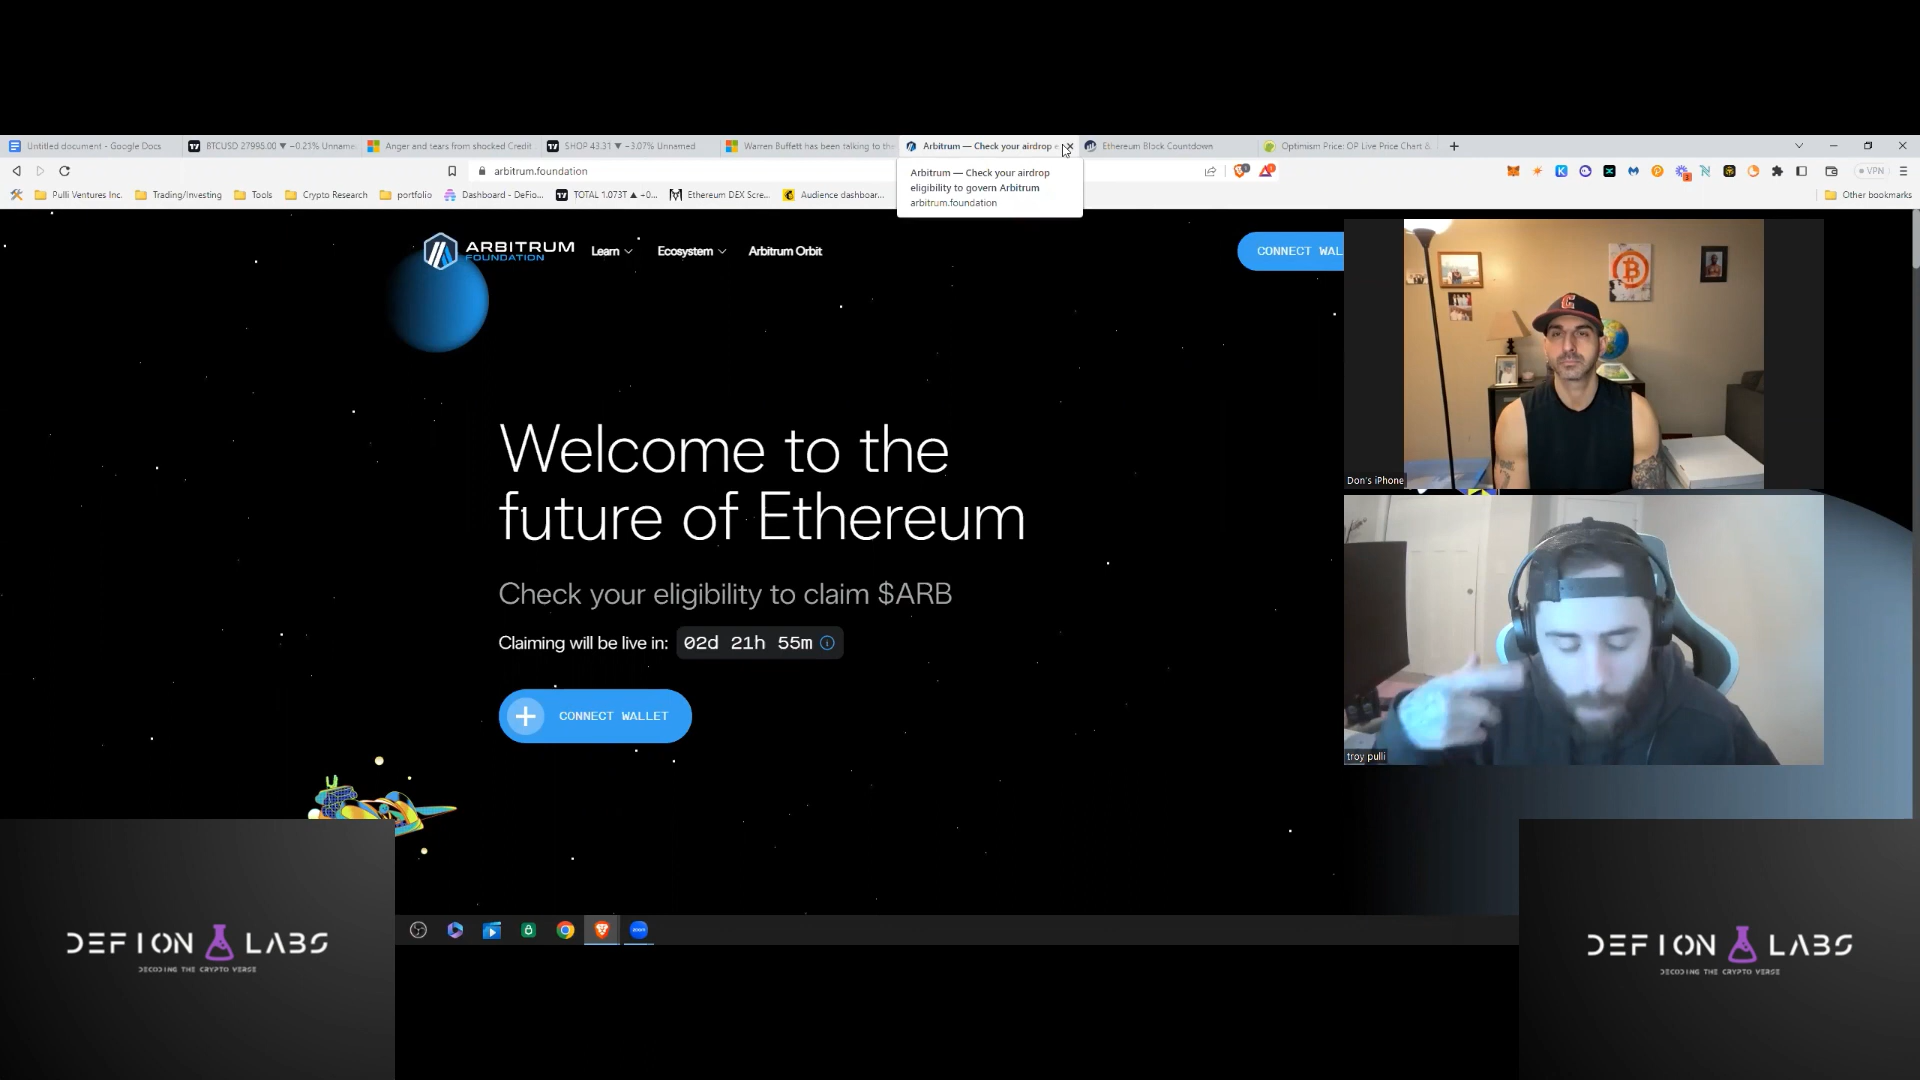 Untitled document - Google Docs
BTCUSD 27995.00 ▼ −0.21% Unname
Anger and tears from shocked Credit
SHOP 43.31 ▼ −3.07% Unnamed
Warren Buffett has been talking to the
Arbitrum — Check your airdrop e
Ethereum Block Countdown
Optimism Price: OP Live Price Chart &
arbitrum.foundation
VPN
Arbitrum — Check your airdrop
eligibility to govern Arbitrum
arbitrum.foundation
Pulli Ventures Inc.
Trading/Investing
Tools
Crypto Research
portfolio
Dashboard - DeFio...
TOTAL 1.073T ▲ +0...
Ethereum DEX Scre...
Audience dashboar...
Other bookmarks
ARBITRUM
FOUNDATION
Learn
Ecosystem
Arbitrum Orbit
CONNECT WAL
Welcome to the
future of Ethereum
Check your eligibility to claim $ARB
Claiming will be live in: 02d 21h 55m
CONNECT WALLET
C
Don's iPhone
troy pulli
zoom
DEFION LABS
DECODING THE CRYPTO VERSE
DEFION LABS
DECODING THE CRYPTO VERSE